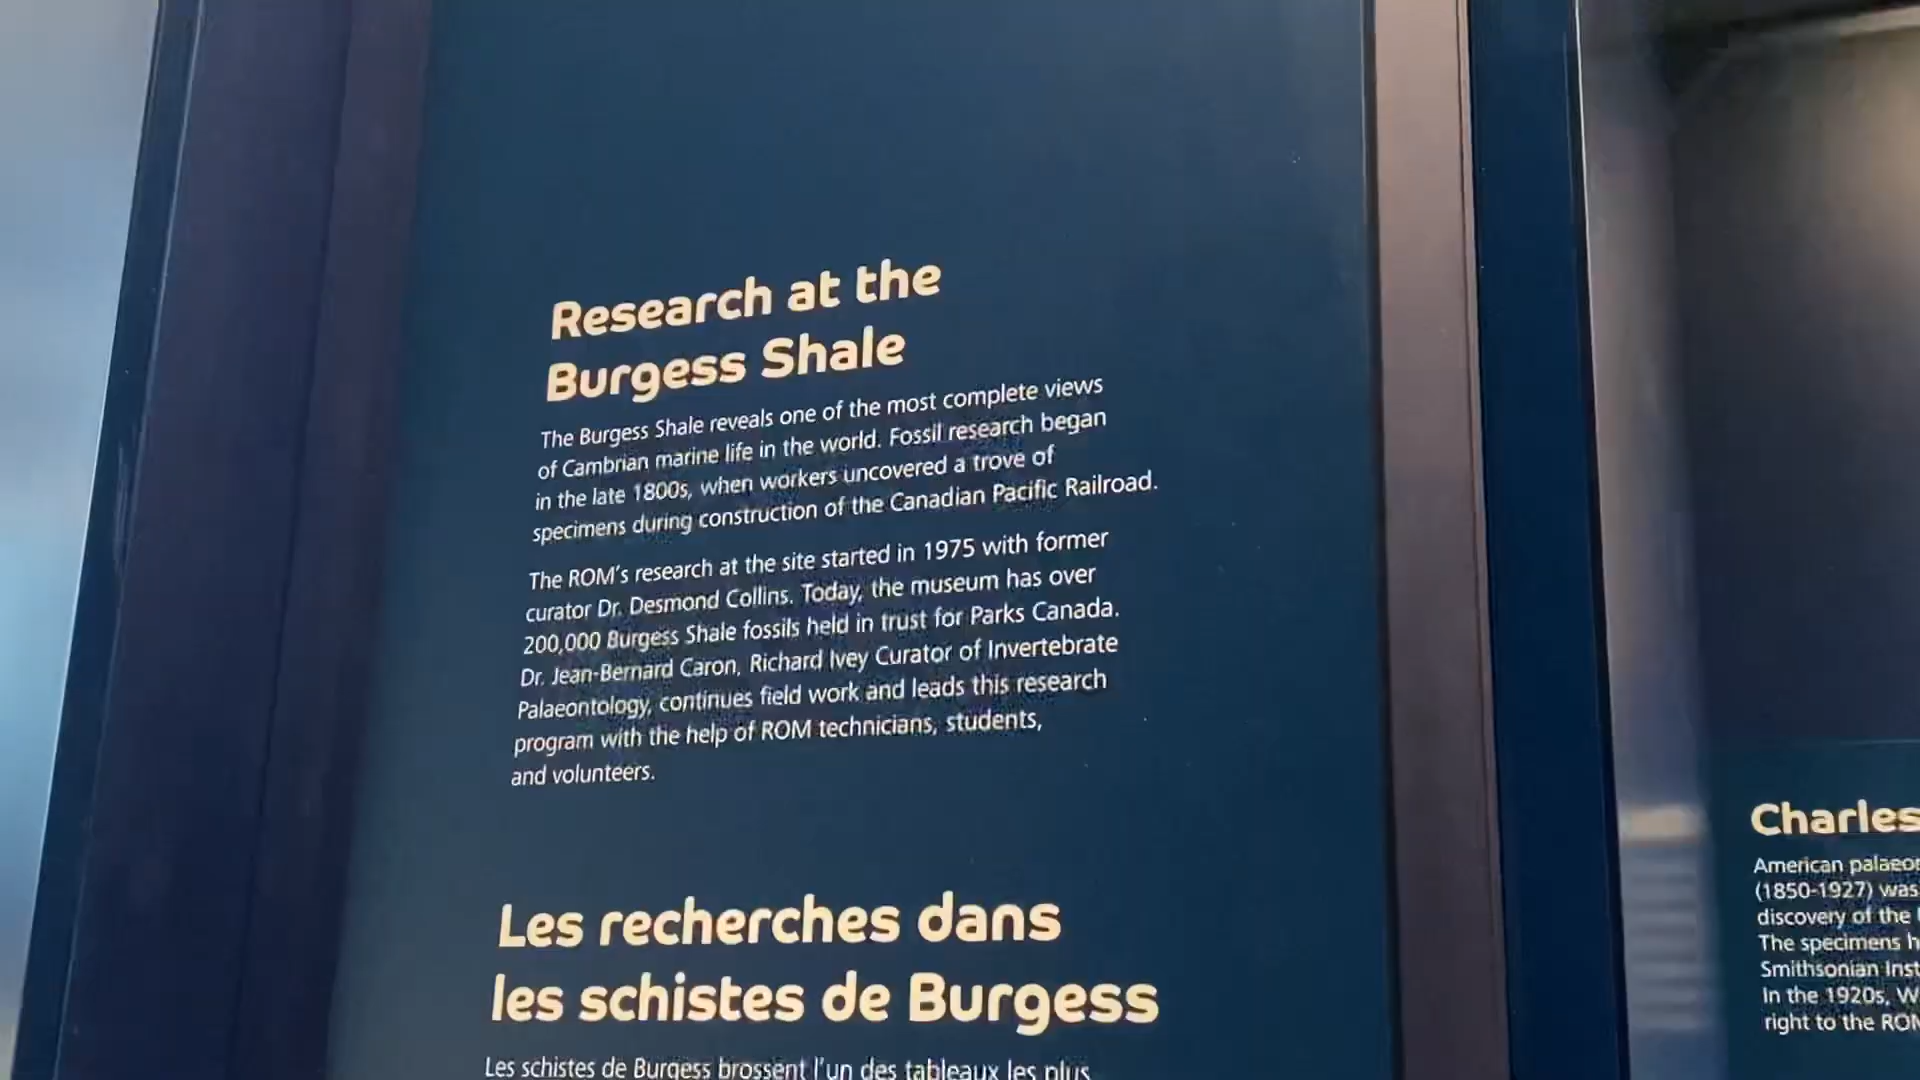 Research at the
Burgess Shale
The Burgess Shale reveals one of the most complete views
of Cambrian marine life in the world. Fossil research began
in the late 1800s, when workers uncovered a trove of
specimens during construction of the Canadian Pacific Railroad.
The ROM's research at the site started in 1975 with former
curator Dr. Desmond Collins. Today, the museum has over
200,000 Burgess Shale fossils held in trust for Parks Canada.
Dr. Jean-Bernard Caron, Richard Ivey Curator of Invertebrate
Palaeontology, continues field work and leads this research
program with the help of ROM technicians, students,
and volunteers.
Les recherches dans
les schistes de Burgess
Les schistes de Burgess brossent l'un des tableaux les plus
Charles
American
(1850-1927) was
discovery of the
The specimens
Smithsonian
In the 1920s,
right to the ROM